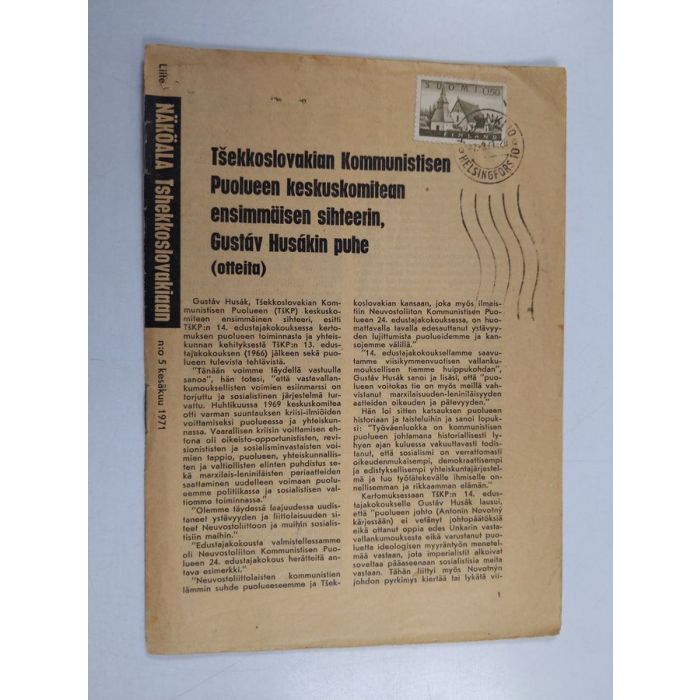 Liite
NÄKÖALA Tshekkoslovakiaan
n:o 5 kesäkuu 1971
SUOMI 0,50
FINLAND
HELSINGFORS 10
Tšekkoslovakian Kommunistisen
Puolueen keskuskomitean
ensimmäisen sihteerin,
Gustáv Husákin puhe
(otteita)
Gustáv Husák, Tšekkoslovakian Kom-
munistisen Puolueen (TšKP) keskusko-
mitean ensimmäinen sihteeri, esitti
TšKP:n 14. edustajakokouksessa kerto-
muksen puolueen toiminnasta ja yhteis-
kunnan kehityksestä TšKP:n 13. edusta-
jakokouksen (1966) jälkeen sekä puo-
lueen tulevista tehtävistä.
"Tänään voimme täydellä vastuulla
sanoa", hän totesi, "että vastavallan-
kumouksellisten voimien esiinmarssi on
torjuttu ja sosialistinen järjestelmä tur-
vattu. Huhtikuussa 1969 keskuskomitea
otti varman suuntauksen kriisi-ilmiöiden
voittamiseksi puolueessa ja yhteiskun-
nassa. Vaarallisen kriisin voittamisen eh-
tona oli oikeisto-opportunististen, revi-
sionististen ja sosialisminvastaisten voi-
mien tappio, puolueen, yhteiskunnallis-
ten ja valtiollisten elinten puhdistus se-
kä marxilais-leniniläisten periaatteiden
saattaminen uudelleen voimaan puolu-
eemme politiikassa ja sosialistisen val-
tiomme toiminnassa."
"Olemme täydessä laajuudessa uudis-
taneet ystävyyden ja liittolaisuuden si-
teet Neuvostoliittoon ja muihin sosialis-
tisiin maihin."
"Edustajakokousta valmistellessamme
oli Neuvostoliiton Kommunistisen Puo-
lueen 24. edustajakokous herätteitä an-
tava esimerkki."
"Neuvostoliittolaisten kommunistien
lämmin suhde puolueeseemme ja Tšek-
koslovakian kansaan, joka myös ilmais-
tiin Neuvostoliiton Kommunistisen Puo-
lueen 24. edustajakokouksessa, on huo-
mattavalla tavalla edesauttanut ystävyy-
den lujittumista puolueidemme ja kan-
sojemme välillä."
"14. edustajakokouksellamme saavu-
tamme viisikymmenvuotisen vallanku-
mouksellisen tiemme huippukohdan",
Gustáv Husák sanoi ja lisäsi, että "puo-
lueen voitokas tie on myös meillä vah-
vistanut marxilaisuuden-leniniläisyyden
aatteiden oikeuden ja pätevyyden."
Hän loi sitten katsauksen puolueen
historiaan ja taisteluihin ja sanoi lopuk-
si: "Työväenluokka on kommunistisen
puolueen johtamana historiallisesti ly-
hyen ajan kuluessa vakuuttavasti todis-
tanut, että sosialismi on verrattomasti
oikeudenmukaisempi, demokraattisempi
ja edistyksellisempi yhteiskuntajärjestel-
mä ja tuo työtätekevälle ihmiselle on-
nellisemman ja rikkaamman elämän."
Kertomuksessaan TšKP:n 14. edus-
tajakokoukselle Gustáv Husák lausui,
että "puolueen johto (Antonín Novotný
kärjessään) ei vetänyt johtopäätöksiä
eikä ottanut oppia edes Unkarin vasta-
vallankumouksesta eikä varustanut puo-
luetta ideologisen myyräntyön menetel-
mää vastaan, jota imperialistit alkoivat
soveltaa pääaseenaan sosialistisia maita
vastaan. Tähän liittyi myös Novotnýn
johdon pyrkimys kiertää tai lykätä vii-
1